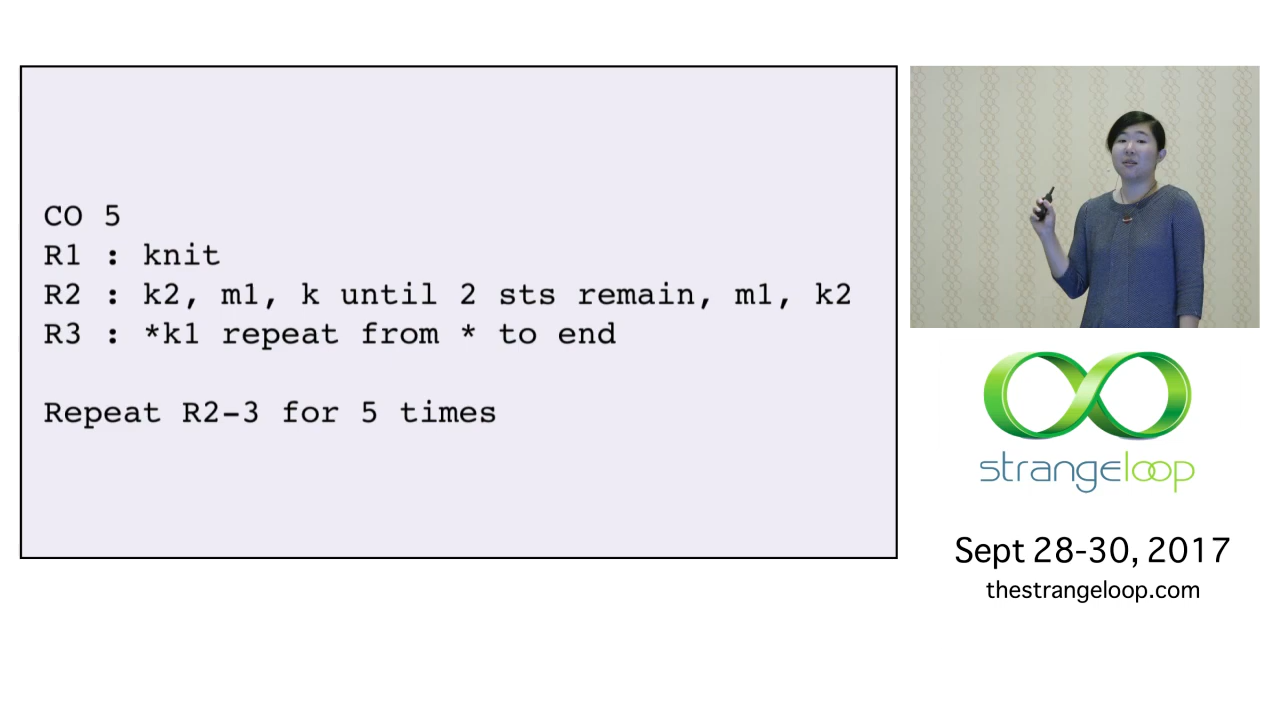 CO 5
R1 : knit
R2 : k2, m1, k until 2 sts remain, m1, k2
R3 : *k1 repeat from * to end
Repeat R2-3 for 5 times
strangeloop
Sept 28-30, 2017
thestrangeloop.com